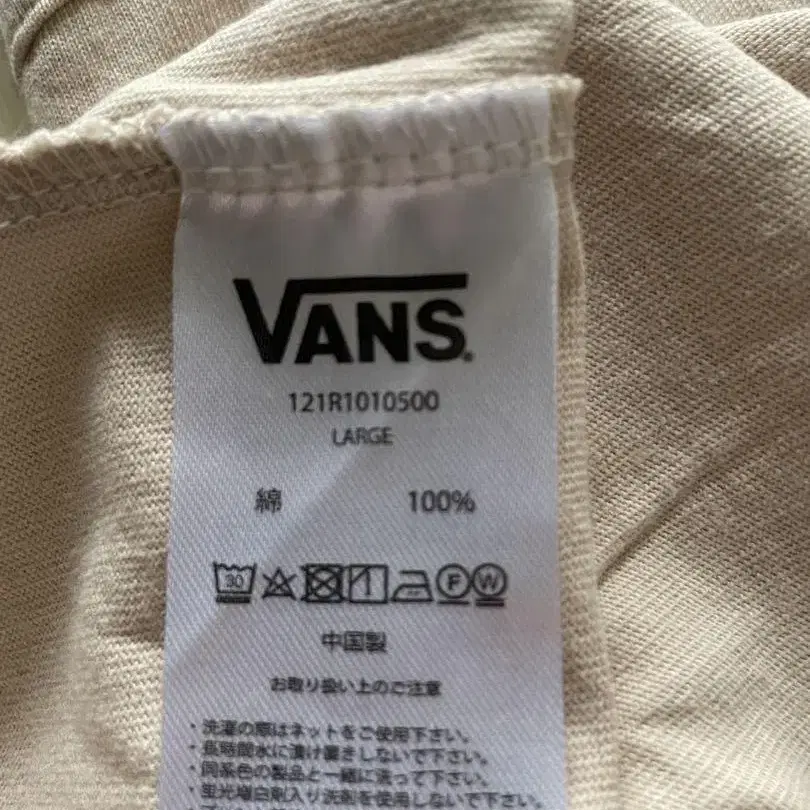 VANS
121R1010500
LARGE
綿 100%
30 F W
中国製
お取り扱い上のご注意
・洗濯の際はネットをご使用下さい。
・長時間水に漬け置きしないで下さい。
・同系色の製品と一緒に洗って下さい。
・蛍光増白剤入り洗剤を使用しないで下さい。